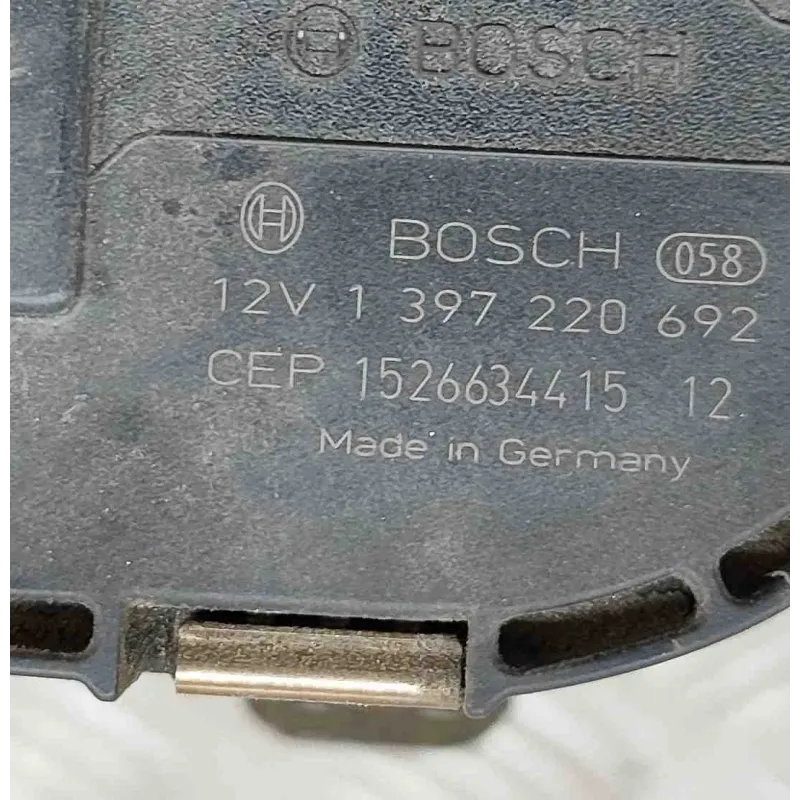 BOSCH
BOSCH 058
12V 1 397 220 692
CEP 1526634415 12
Made in Germany